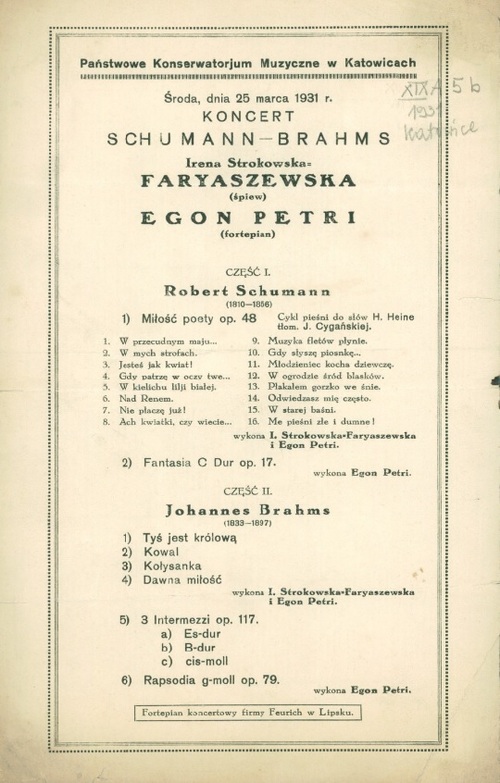 Państwowe Konserwatorjum Muzyczne w Katowicach
XIX A 5b
1931
Katowice
Środa, dnia 25 marca 1931 r.
KONCERT
SCHUMANN—BRAHMS
Irena Strokowska=
FARYASZEWSKA
(śpiew)
EGON PETRI
(fortepian)
CZĘŚĆ I.
Robert Schumann
(1810—1856)
1) Miłość poety op. 48 Cykl pieśni do słów H. Heine
tłom. J. Cygańskiej.
1. W przecudnym maju...
2. W mych strofach.
3. Jesteś jak kwiat!
4. Gdy patrzę w oczy twe...
5. W kielichu lilji białej.
6. Nad Renem.
7. Nie płaczę już!
8. Ach kwiatki, czy wiecie...
9. Muzyka fletów płynie.
10. Gdy słyszę piosnkę...
11. Młodzieniec kocha dziewczę.
12. W ogrodzie śród blasków.
13. Płakałem gorzko we śnie.
14. Odwiedzasz mię często.
15. W starej baśni.
16. Me pieśni złe i dumne!
wykona I. Strokowska=Faryaszewska
i Egon Petri.
2) Fantasia C Dur op. 17.
wykona Egon Petri.
CZĘŚĆ II.
Johannes Brahms
(1833—1897)
1) Tyś jest królową
2) Kowal
3) Kołysanka
4) Dawna miłość
wykona I. Strokowska=Faryaszewska
i Egon Petri.
5) 3 Intermezzi op. 117.
a) Es-dur
b) B-dur
c) cis-moll
6) Rapsodia g-moll op. 79.
wykona Egon Petri.
Fortepian koncertowy firmy Feurich w Lipsku.